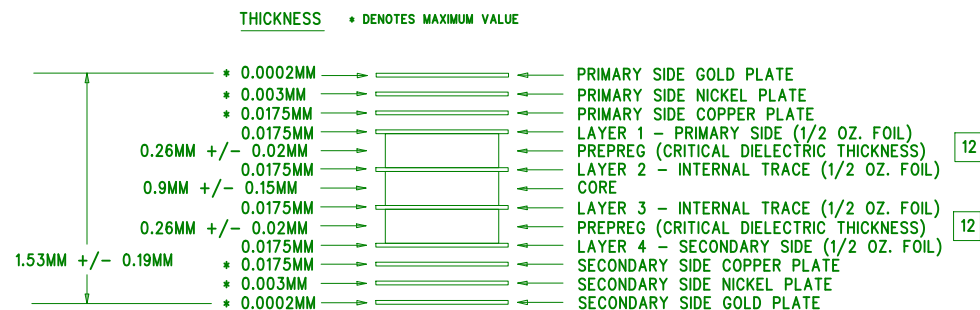 THICKNESS * DENOTES MAXIMUM VALUE
* 0.0002MM PRIMARY SIDE GOLD PLATE
* 0.003MM PRIMARY SIDE NICKEL PLATE
* 0.0175MM PRIMARY SIDE COPPER PLATE
0.0175MM LAYER 1 – PRIMARY SIDE (1/2 OZ. FOIL)
0.26MM +/– 0.02MM PREPREG (CRITICAL DIELECTRIC THICKNESS) 12
0.0175MM LAYER 2 – INTERNAL TRACE (1/2 OZ. FOIL)
0.9MM +/– 0.15MM CORE
0.0175MM LAYER 3 – INTERNAL TRACE (1/2 OZ. FOIL)
0.26MM +/– 0.02MM PREPREG (CRITICAL DIELECTRIC THICKNESS) 12
0.0175MM LAYER 4 – SECONDARY SIDE (1/2 OZ. FOIL)
1.53MM +/– 0.19MM * 0.0175MM SECONDARY SIDE COPPER PLATE
* 0.003MM SECONDARY SIDE NICKEL PLATE
* 0.0002MM SECONDARY SIDE GOLD PLATE